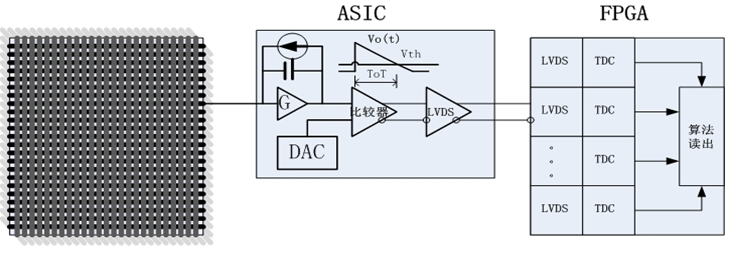 ASIC
FPGA
Vo(t)
Vth
ToT
G
比较器
LVDS
DAC
LVDS TDC
LVDS TDC
TDC
LVDS TDC
算法
读出